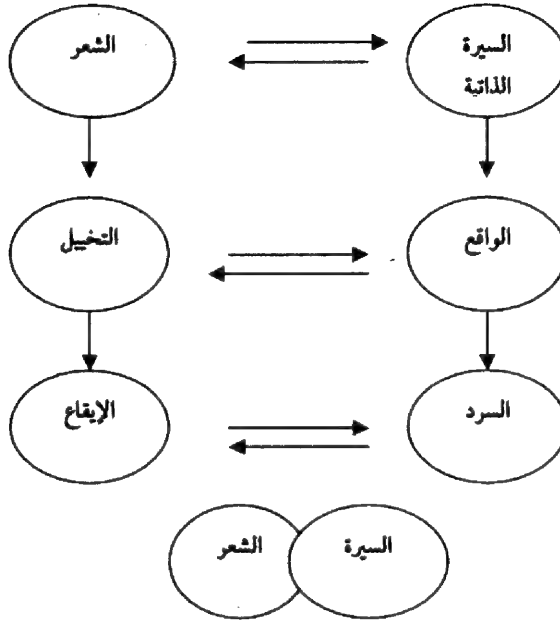 السيرة
الذاتية
الشعر
الواقع
التخييل
السرد
الإيقاع
السيرة
الشعر